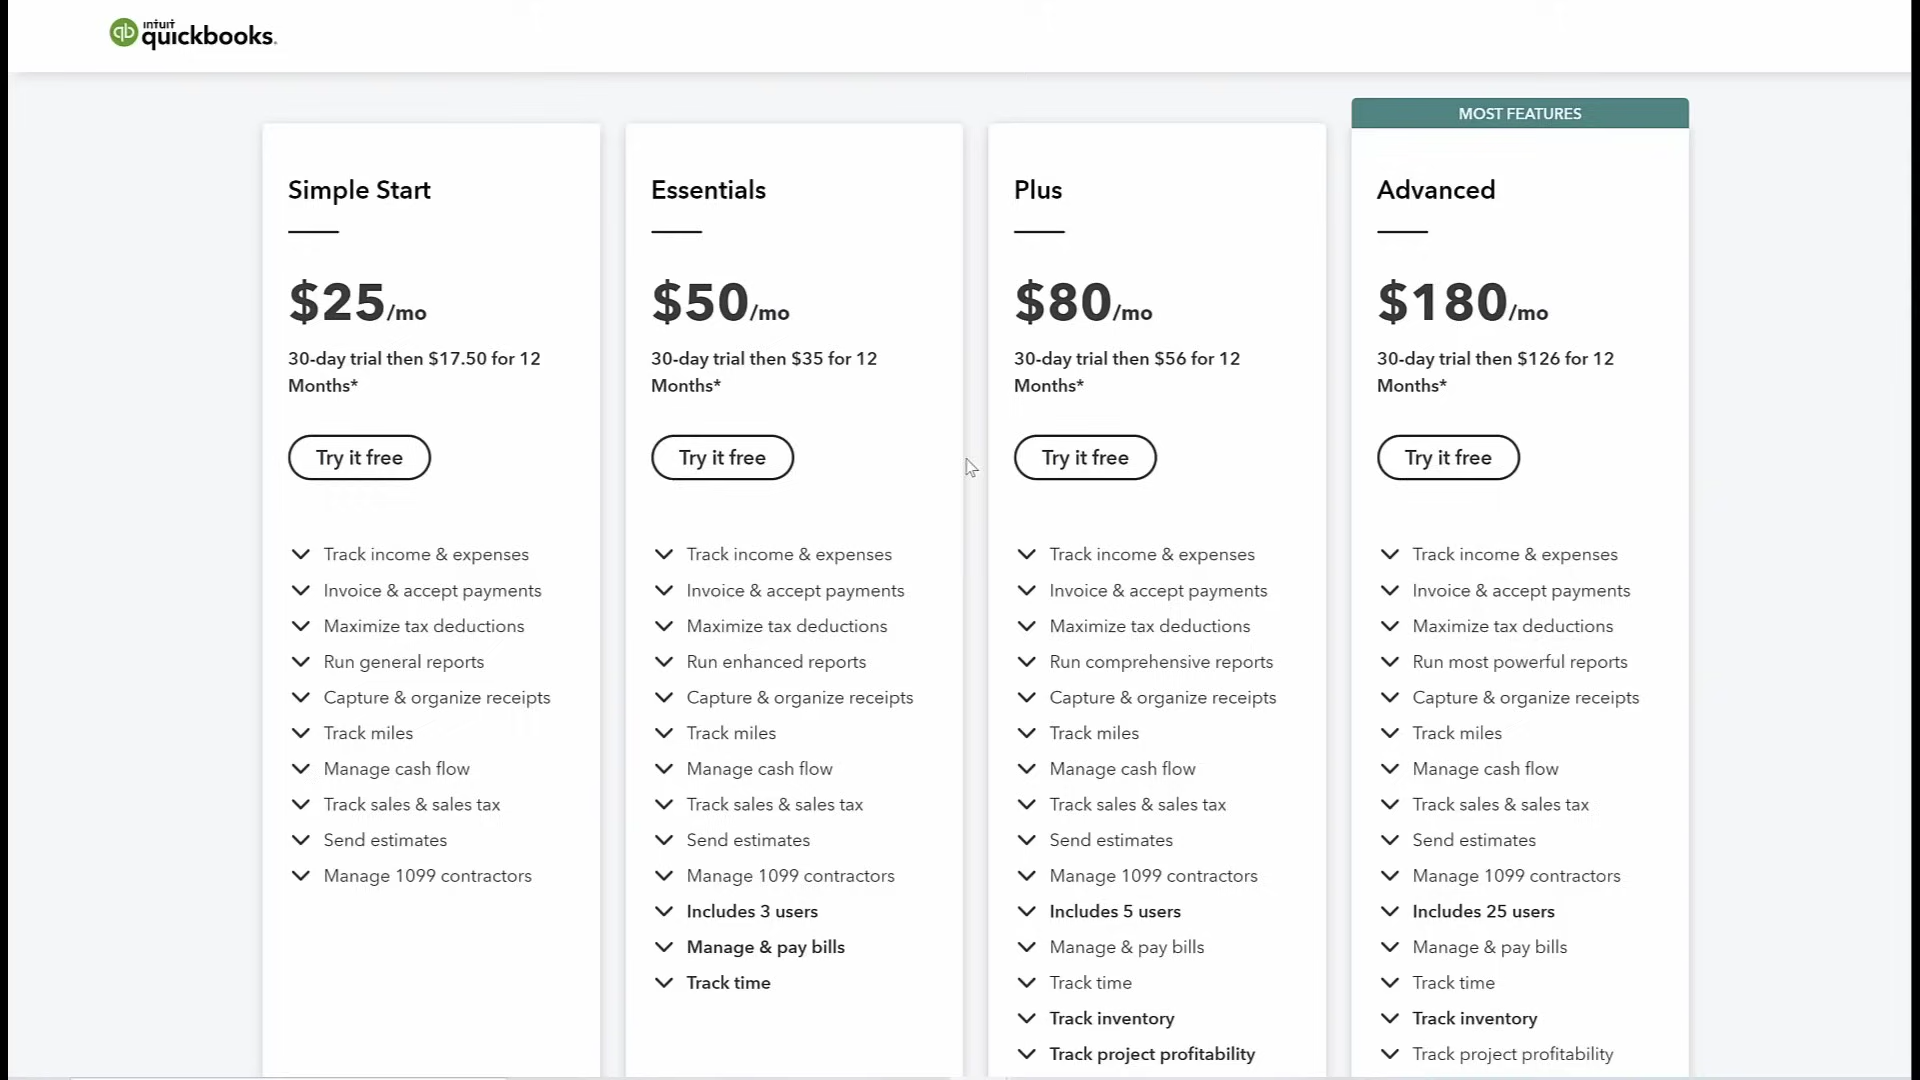 intuit
quickbooks.
MOST FEATURES
Simple Start
$25/mo
30-day trial then $17.50 for 12
Months*
Try it free
Track income & expenses
Invoice & accept payments
Maximize tax deductions
Run general reports
Capture & organize receipts
Track miles
Manage cash flow
Track sales & sales tax
Send estimates
Manage 1099 contractors
Essentials
$50/mo
30-day trial then $35 for 12
Months*
Try it free
Track income & expenses
Invoice & accept payments
Maximize tax deductions
Run enhanced reports
Capture & organize receipts
Track miles
Manage cash flow
Track sales & sales tax
Send estimates
Manage 1099 contractors
Includes 3 users
Manage & pay bills
Track time
Plus
$80/mo
30-day trial then $56 for 12
Months*
Try it free
Track income & expenses
Invoice & accept payments
Maximize tax deductions
Run comprehensive reports
Capture & organize receipts
Track miles
Manage cash flow
Track sales & sales tax
Send estimates
Manage 1099 contractors
Includes 5 users
Manage & pay bills
Track time
Track inventory
Track project profitability
Advanced
$180/mo
30-day trial then $126 for 12
Months*
Try it free
Track income & expenses
Invoice & accept payments
Maximize tax deductions
Run most powerful reports
Capture & organize receipts
Track miles
Manage cash flow
Track sales & sales tax
Send estimates
Manage 1099 contractors
Includes 25 users
Manage & pay bills
Track time
Track inventory
Track project profitability